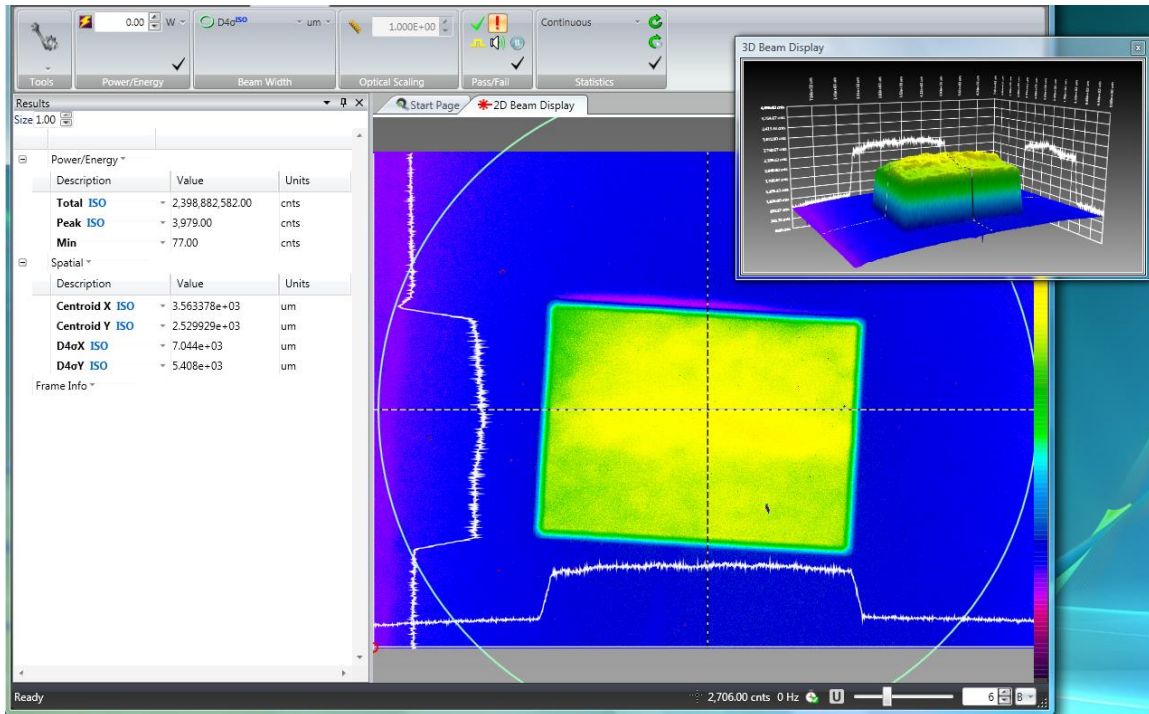 0.00 W D4σISO um 1.000E+00 Continuous
Tools Power/Energy Beam Width Optical Scaling Pass/Fail Statistics
3D Beam Display
Results
Start Page 2D Beam Display
Size 1.00
Power/Energy
Description Value Units
Total ISO 2,398,882,582.00 cnts
Peak ISO 3,979.00 cnts
Min 77.00 cnts
Spatial
Description Value Units
Centroid X ISO 3.563378e+03 um
Centroid Y ISO 2.529929e+03 um
D4σX ISO 7.044e+03 um
D4σY ISO 5.408e+03 um
Frame Info
Ready 2,706.00 cnts 0 Hz U 6 B